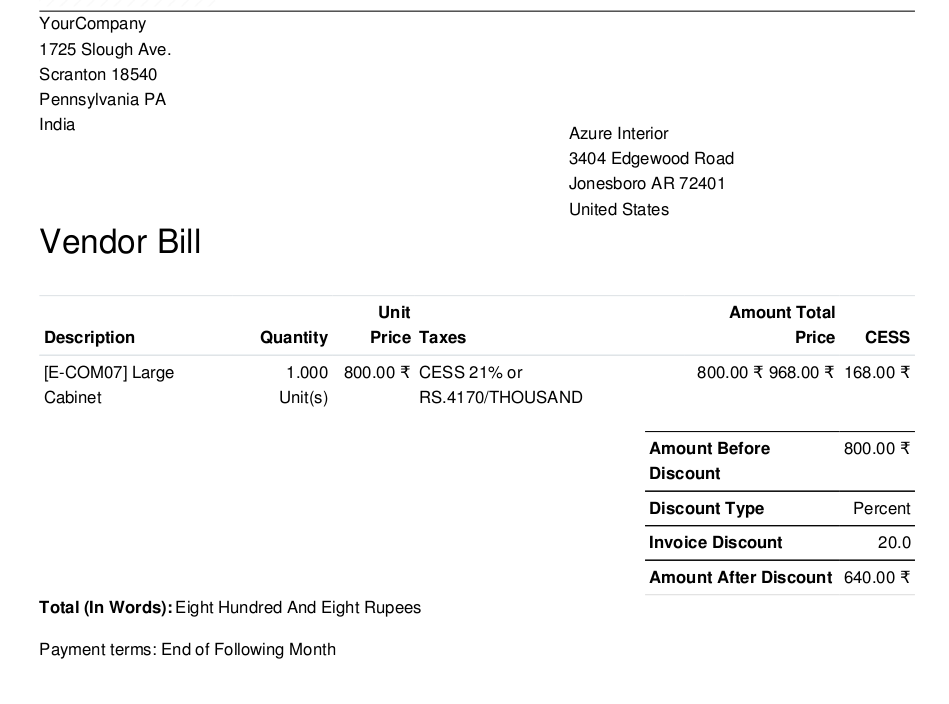 YourCompany
1725 Slough Ave.
Scranton 18540
Pennsylvania PA
India
Azure Interior
3404 Edgewood Road
Jonesboro AR 72401
United States
Vendor Bill
Unit Amount Total
Description Quantity Price Taxes Price CESS
[E-COM07] Large 1.000 800.00 ₹ CESS 21% or 800.00 ₹ 968.00 ₹ 168.00 ₹
Cabinet Unit(s) RS.4170/THOUSAND
Amount Before 800.00 ₹
Discount
Discount Type Percent
Invoice Discount 20.0
Amount After Discount 640.00 ₹
Total (In Words): Eight Hundred And Eight Rupees
Payment terms: End of Following Month